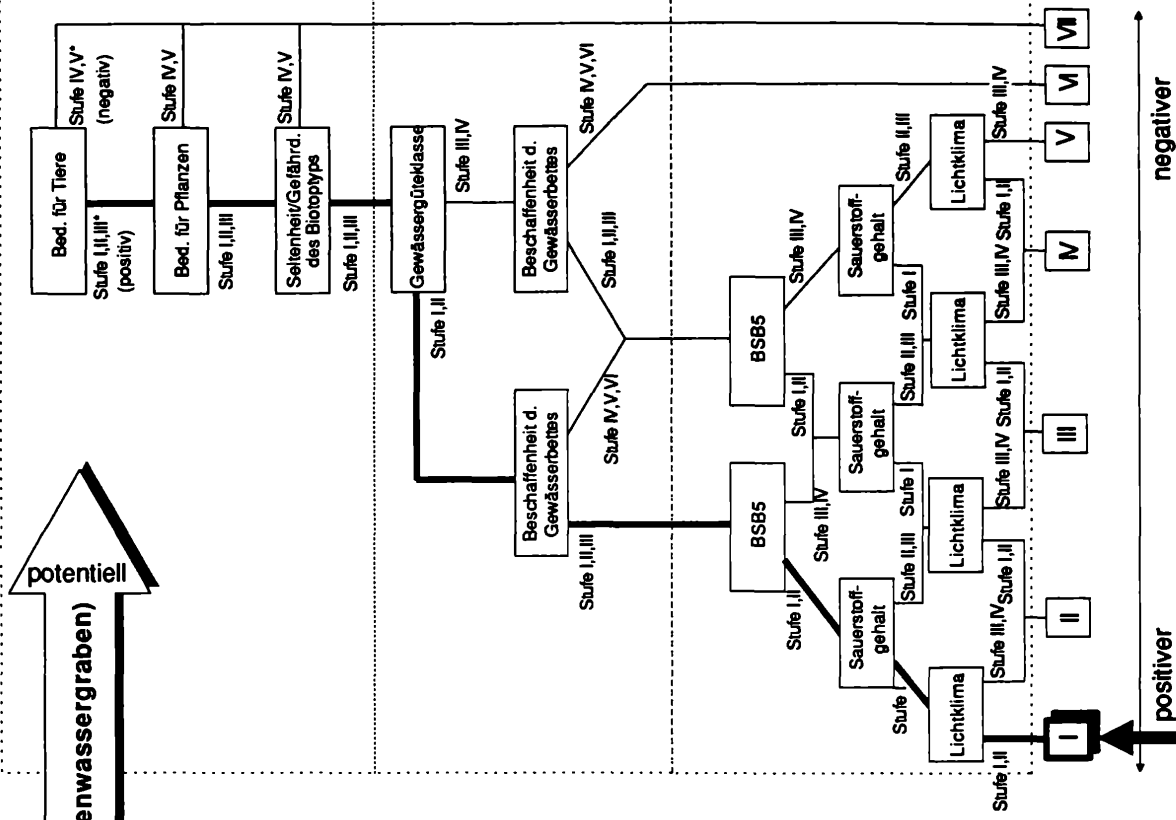 Bed. für Tiere
Stufe IV,V*
(negativ)
Stufe I,II,III*
(positiv)
Bed. für Pflanzen
Stufe IV,V
Stufe I,II,III
Seltenheit/Gefährd.
des Biotoptyps
Stufe IV,V
Stufe I,II,III
Gewässergüteklasse
Stufe I,II
Stufe III,IV
Beschaffenheit d.
Gewässerbettes
Stufe I,II,III
Stufe IV,V,VI
Beschaffenheit d.
Gewässerbettes
Stufe I,II,III
Stufe IV,V,VI
BSB5
Stufe I,II
Stufe III,IV
BSB5
Stufe I,II
Stufe III,IV
Sauerstoff-
gehalt
Stufe I
Stufe II,III
Sauerstoff-
gehalt
Stufe I
Stufe II,III
Sauerstoff-
gehalt
Stufe I
Stufe II,III
Lichtklima
Stufe I,II
Stufe III,IV
Lichtklima
Stufe I,II
Stufe III,IV
Lichtklima
Stufe I,II
Stufe III,IV
Lichtklima
Stufe I,II
Stufe III,IV
I
II
III
IV
V
VI
VII
positiver
negativer
potentiell
enwassergraben)